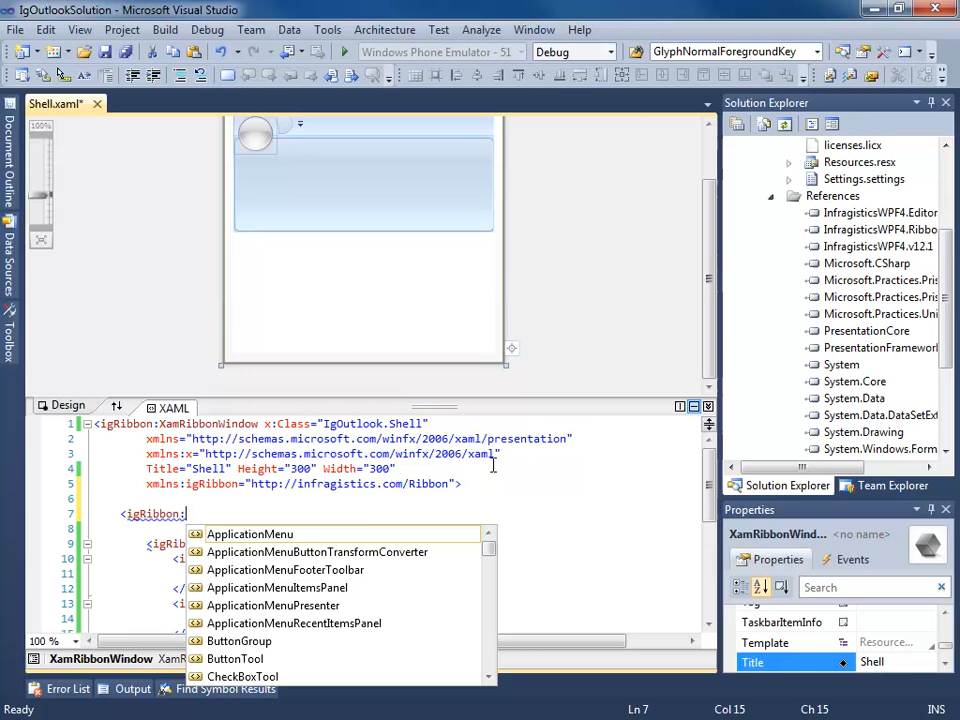 IgOutlookSolution - Microsoft Visual Studio
File Edit View Project Build Debug Team Data Tools Architecture Test Analyze Window Help
Windows Phone Emulator - 51 Debug GlyphNormalForegroundKey
Shell.xaml*
Solution Explorer
100%
Document Outline
Data Sources
Toolbox
licenses.licx
Resources.resx
Settings.settings
References
InfragisticsWPF4.Editor
InfragisticsWPF4.Ribbo
InfragisticsWPF4.v12.1
Microsoft.CSharp
Microsoft.Practices.Pris
Microsoft.Practices.Pris
Microsoft.Practices.Uni
PresentationCore
PresentationFramework
System
System.Core
System.Data
System.Data.DataSetExt
System.Drawing
System.Windows.Form
Solution Explorer Team Explorer
Design XAML
1 <igRibbon:XamRibbonWindow x:Class="IgOutlook.Shell"
2 xmlns="http://schemas.microsoft.com/winfx/2006/xaml/presentation"
3 xmlns:x="http://schemas.microsoft.com/winfx/2006/xaml"
4 Title="Shell" Height="300" Width="300"
5 xmlns:igRibbon="http://infragistics.com/Ribbon">
6
7 <igRibbon:
8
9 <igRib
10 <i
11
12 </
13 <i
14
ApplicationMenu
ApplicationMenuButtonTransformConverter
ApplicationMenuFooterToolbar
ApplicationMenuItemsPanel
ApplicationMenuPresenter
ApplicationMenuRecentItemsPanel
ButtonGroup
ButtonTool
CheckBoxTool
100 %
XamRibbonWindow
Properties
XamRibbonWind... <no name>
Properties Events
Search
TaskbarItemInfo
Template Resource...
Title Shell
Error List Output Find Symbol Results
Ready Ln 7 Col 15 Ch 15 INS